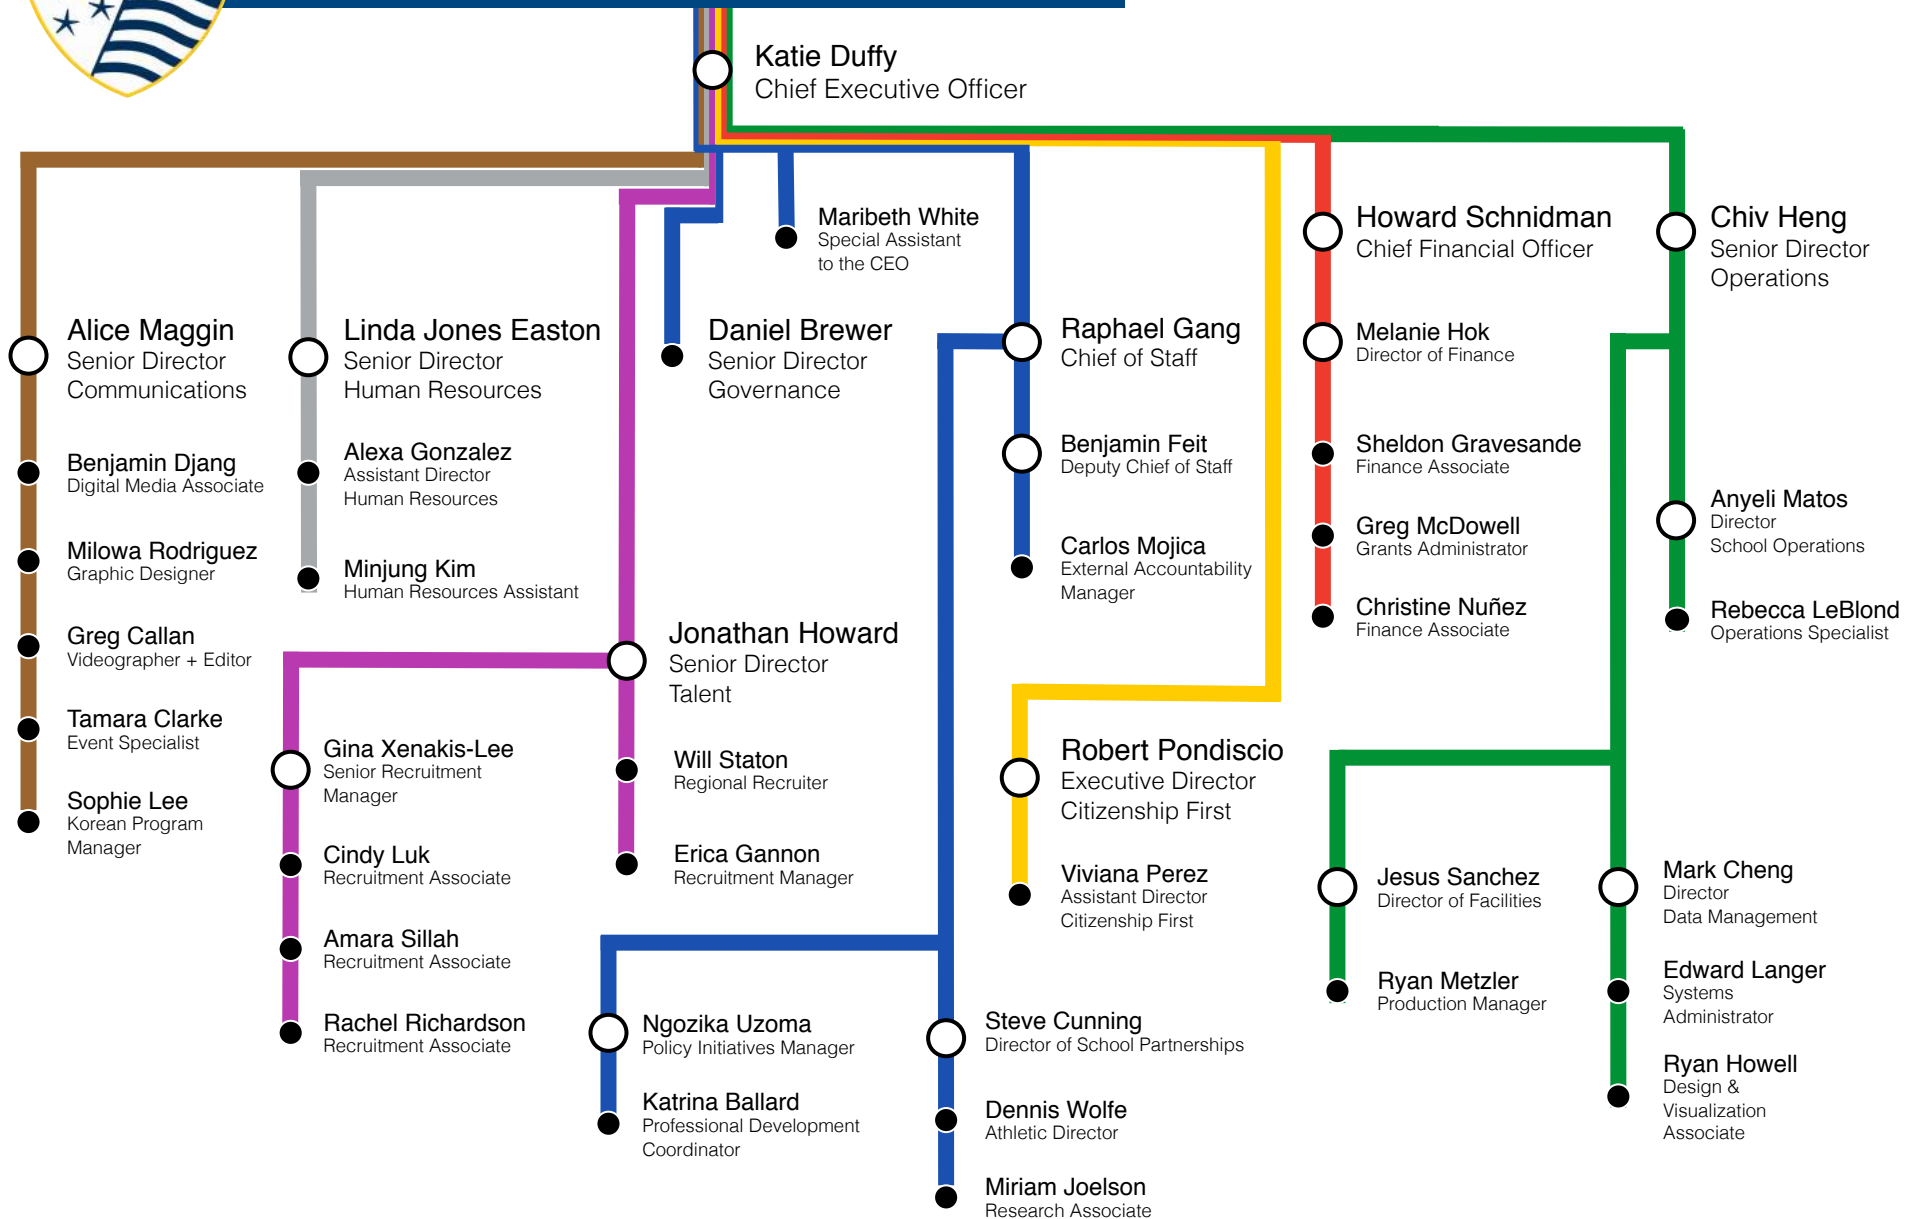 Katie Duffy
Chief Executive Officer
Maribeth White
Special Assistant
to the CEO
Howard Schnidman
Chief Financial Officer
Chiv Heng
Senior Director
Operations
Alice Maggin
Senior Director
Communications
Linda Jones Easton
Senior Director
Human Resources
Daniel Brewer
Senior Director
Governance
Raphael Gang
Chief of Staff
Melanie Hok
Director of Finance
Benjamin Djang
Digital Media Associate
Alexa Gonzalez
Assistant Director
Human Resources
Benjamin Feit
Deputy Chief of Staff
Sheldon Gravesande
Finance Associate
Anyeli Matos
Director
School Operations
Milowa Rodriguez
Graphic Designer
Minjung Kim
Human Resources Assistant
Carlos Mojica
External Accountability
Manager
Greg McDowell
Grants Administrator
Christine Nuñez
Finance Associate
Rebecca LeBlond
Operations Specialist
Greg Callan
Videographer + Editor
Jonathan Howard
Senior Director
Talent
Tamara Clarke
Event Specialist
Gina Xenakis-Lee
Senior Recruitment
Manager
Will Staton
Regional Recruiter
Robert Pondiscio
Executive Director
Citizenship First
Sophie Lee
Korean Program
Manager
Cindy Luk
Recruitment Associate
Erica Gannon
Recruitment Manager
Viviana Perez
Assistant Director
Citizenship First
Jesus Sanchez
Director of Facilities
Mark Cheng
Director
Data Management
Amara Sillah
Recruitment Associate
Ryan Metzler
Production Manager
Edward Langer
Systems
Administrator
Rachel Richardson
Recruitment Associate
Ngozika Uzoma
Policy Initiatives Manager
Steve Cunning
Director of School Partnerships
Ryan Howell
Design &
Visualization
Associate
Katrina Ballard
Professional Development
Coordinator
Dennis Wolfe
Athletic Director
Miriam Joelson
Research Associate